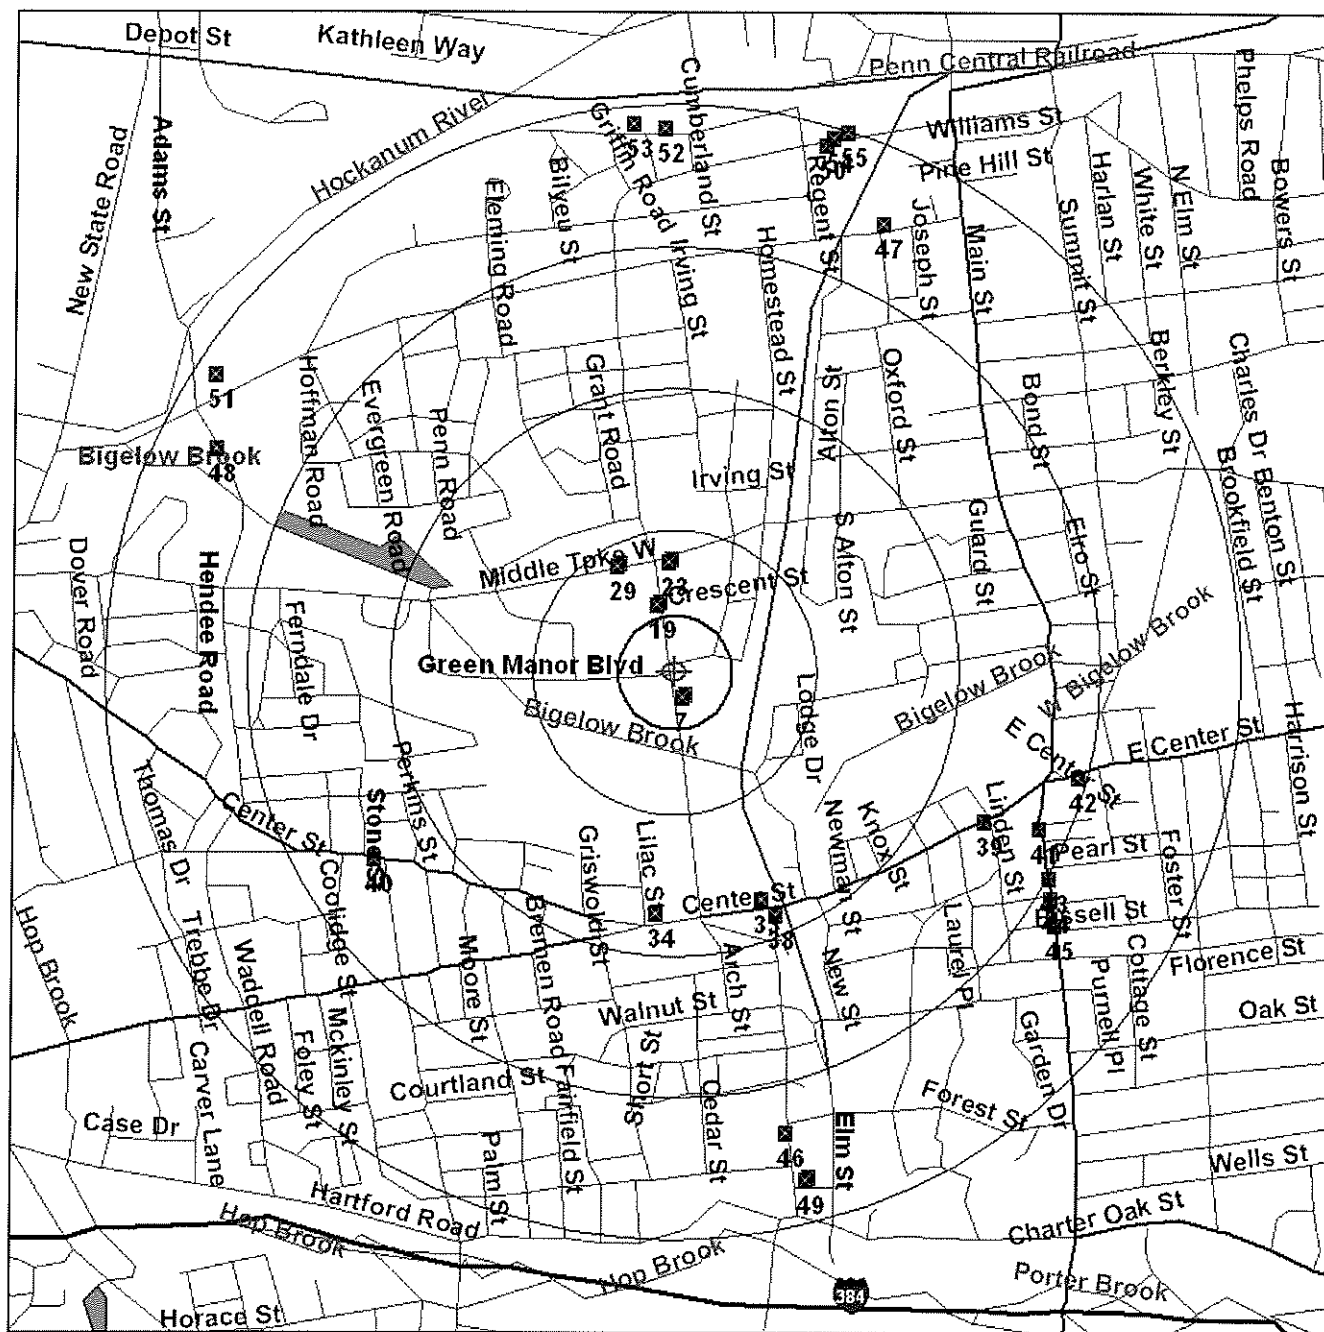 Depot St
Kathleen Way
Penn Central Railroad
Cumberland St
Phelps Road
Hockanum River
Adams St
New State Road
53
52
Griffin Road
Williams St
55
50
Pine Hill St
Bilyeu St
Fleming Road
Regent St
Harlan St
White St
N Elm St
Bowers St
Irving St
Homestead St
47
Joseph St
Main St
Summit St
51
Hoffman Road
Evergreen Road
Penn Road
Grant Road
Alton St
Oxford St
Bond St
Berkley St
Charles Dr
Bigelow Brook
48
Irving St
Brookfield St
Benton St
Dover Road
Hendee Road
Middle Tpke W
29
23
Crescent St
S Alton St
Guard St
Elro St
Ferndale Dr
19
Green Manor Blvd
7
Bigelow Brook
Lodge Dr
Bigelow Brook
W Bigelow Brook
E Center St
E Center St
42
Harrison St
Thomas Dr
Center St
Stone St
40
Perkins St
Griswold St
Lilac St
34
Center St
38
Newman St
Knox St
39
Linden St
41
Pearl St
Foster St
Russell St
45
Hop Brook
Trebbe Dr
Waddell Road
Coolidge St
Moore St
Bremen Road
Arch St
New St
Laurel Pl
Florence St
Cottage St
Purnell Pl
Walnut St
Oak St
Carver Lane
Foley St
Mckinley St
Courtland St
Fairfield St
Garden Dr
Forest St
Case Dr
Palm St
46
Elm St
49
Wells St
Hartford Road
Hop Brook
Hop Brook
Charter Oak St
Porter Brook
384
Horace St